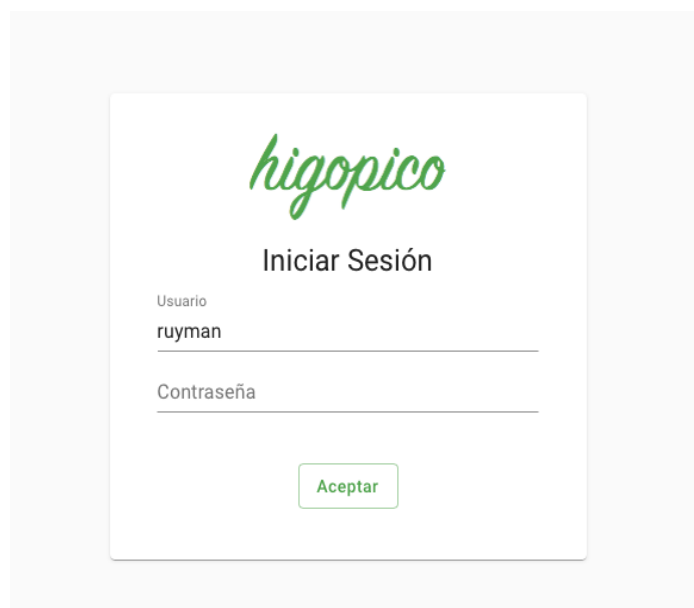 higopico
Iniciar Sesión
Usuario
ruyman
Contraseña
Aceptar